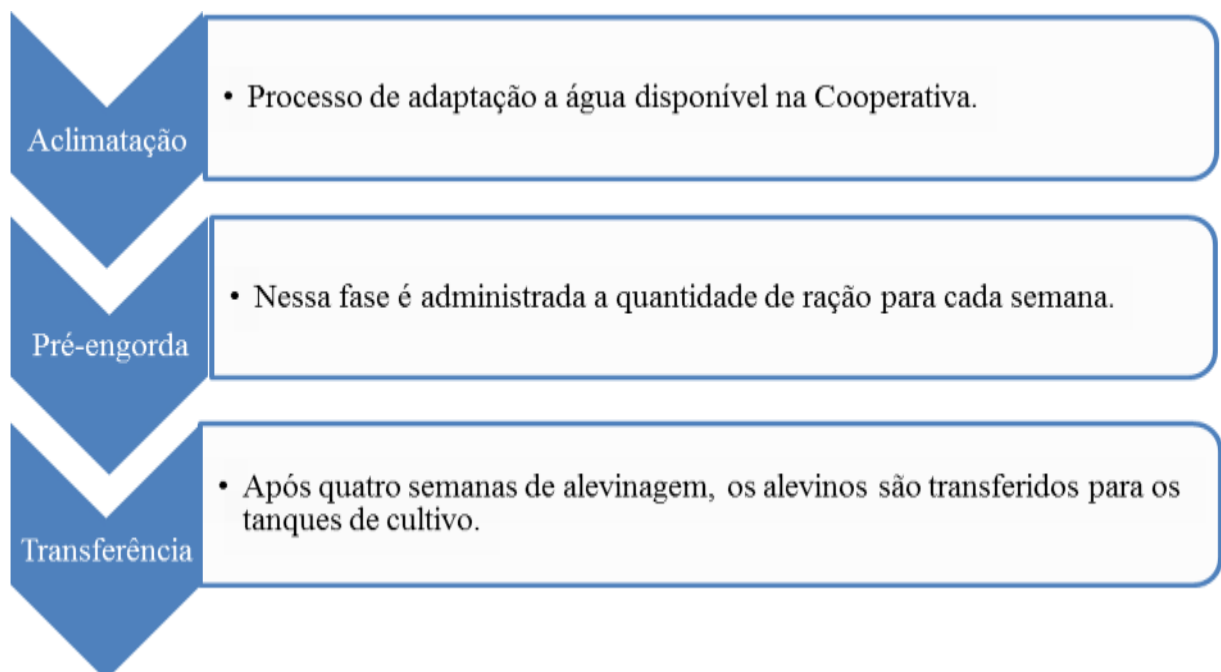 Aclimatação
• Processo de adaptação a água disponível na Cooperativa.
Pré-engorda
• Nessa fase é administrada a quantidade de ração para cada semana.
Transferência
• Após quatro semanas de alevinagem, os alevinos são transferidos para os
tanques de cultivo.